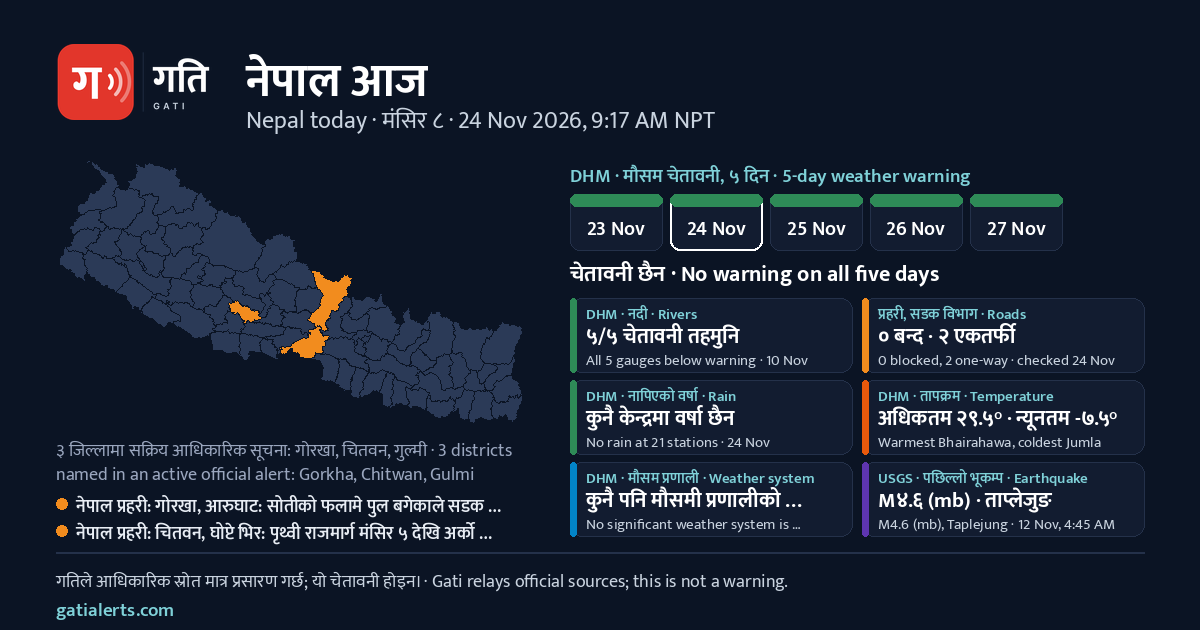 ग
गति
GATI
नेपाल आज
Nepal today · मंसिर ८ · 24 Nov 2026, 9:17 AM NPT
DHM · मौसम चेतावनी, ५ दिन · 5-day weather warning
23 Nov
24 Nov
25 Nov
26 Nov
27 Nov
चेतावनी छैन · No warning on all five days
DHM · नदी · Rivers
५/५ चेतावनी तहमुनि
All 5 gauges below warning · 10 Nov
प्रहरी, सडक विभाग · Roads
० बन्द · २ एकतर्फी
0 blocked, 2 one-way · checked 24 Nov
DHM · नापिएको वर्षा · Rain
कुनै केन्द्रमा वर्षा छैन
No rain at 21 stations · 24 Nov
DHM · तापक्रम · Temperature
अधिकतम २९.५° · न्यूनतम -७.५°
Warmest Bhairahawa, coldest Jumla
DHM · मौसम प्रणाली · Weather system
कुनै पनि मौसमी प्रणालीको ...
No significant weather system is ...
USGS · पछिल्लो भूकम्प · Earthquake
M४.६ (mb) · ताप्लेजुङ
M4.6 (mb), Taplejung · 12 Nov, 4:45 AM
३ जिल्लामा सक्रिय आधिकारिक सूचना: गोरखा, चितवन, गुल्मी · 3 districts
named in an active official alert: Gorkha, Chitwan, Gulmi
नेपाल प्रहरी: गोरखा, आरुघाट: सोतीको फलामे पुल बगेकाले सडक ...
नेपाल प्रहरी: चितवन, घोप्टे भिर: पृथ्वी राजमार्ग मंसिर ५ देखि अर्को ...
गतिले आधिकारिक स्रोत मात्र प्रसारण गर्छ; यो चेतावनी होइन। · Gati relays official sources; this is not a warning.
gatialerts.com